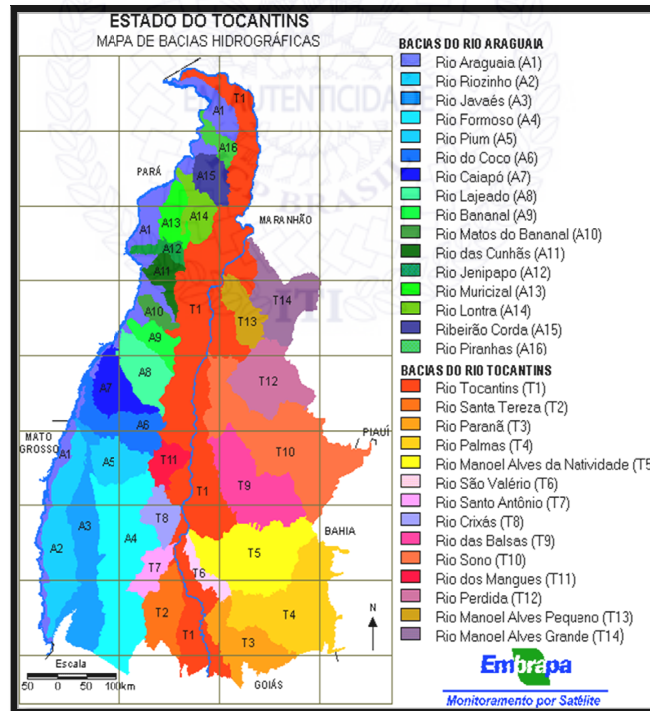 ESTADO DO TOCANTINS
MAPA DE BACIAS HIDROGRÁFICAS
BACIAS DO RIO ARAGUAIA
Rio Araguaia (A1)
Rio Riozinho (A2)
Rio Javaés (A3)
Rio Formoso (A4)
Rio Pium (A5)
Rio do Coco (A6)
Rio Caiapó (A7)
Rio Lajeado (A8)
Rio Bananal (A9)
Rio Matos do Bananal (A10)
Rio das Cunhãs (A11)
Rio Jenipapo (A12)
Rio Muricizal (A13)
Rio Lontra (A14)
Ribeirão Corda (A15)
Rio Piranhas (A16)
BACIAS DO RIO TOCANTINS
Rio Tocantins (T1)
Rio Santa Tereza (T2)
Rio Paranã (T3)
Rio Palmas (T4)
Rio Manoel Alves da Natividade (T5
Rio São Valério (T6)
Rio Santo Antônio (T7)
Rio Crixás (T8)
Rio das Balsas (T9)
Rio Sono (T10)
Rio dos Mangues (T11)
Rio Perdida (T12)
Rio Manoel Alves Pequeno (T13)
Rio Manoel Alves Grande (T14)
T1
A1
A16
PARÁ
A15
A14
MARANHÃO
A13
A1
A12
A11
T14
A10
T1
T13
A9
A8
A7
T12
A6
PIAUÍ
MATO
GROSSO
A1
A5
T11
T10
T9
T1
A3
A4
T8
BAHIA
A2
T5
T7
T6
T2
T4
T1
T3
GOIÁS
N
Escala
50 0 50 100km
Embrapa
Monitoramento por Satélite
AUTENTICIDADE
BRASIL
ITI